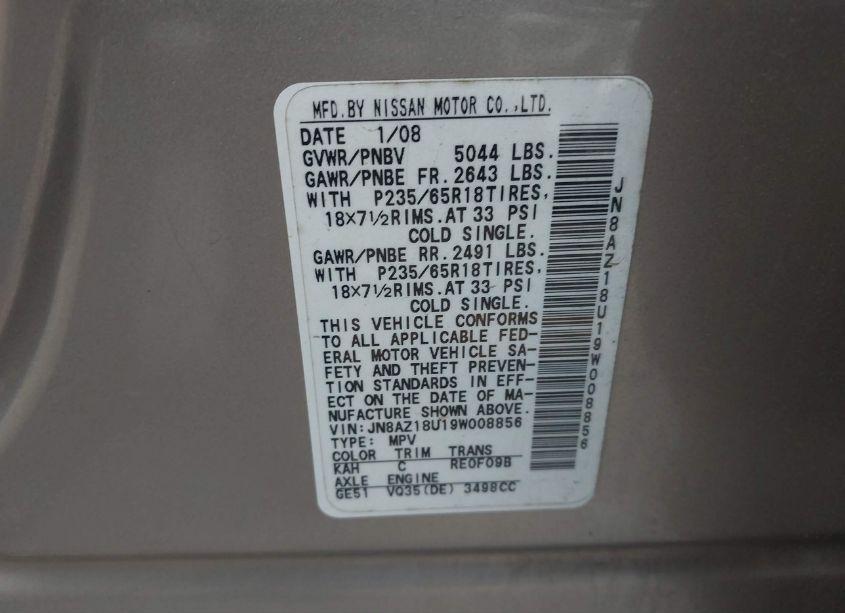 MFD.BY NISSAN MOTOR CO.,LTD.
DATE 1/08
GVWR/PNBV 5044 LBS.
GAWR/PNBE FR.2643 LBS.
WITH P235/65R18TIRES,
18×7½RIMS.AT 33 PSI
COLD SINGLE.
GAWR/PNBE RR.2491 LBS.
WITH P235/65R18TIRES,
18×7½RIMS.AT 33 PSI
COLD SINGLE.
THIS VEHICLE CONFORMS
TO ALL APPLICABLE FED-
ERAL MOTOR VEHICLE SA-
FETY AND THEFT PREVEN-
TION STANDARDS IN EFF-
ECT ON THE DATE OF MA-
NUFACTURE SHOWN ABOVE.
VIN:JN8AZ18U19W008856
TYPE: MPV
COLOR TRIM TRANS
KAH C RE0F09B
AXLE ENGINE
GE51 VQ35(DE) 3498CC
JN8AZ18U19W008856